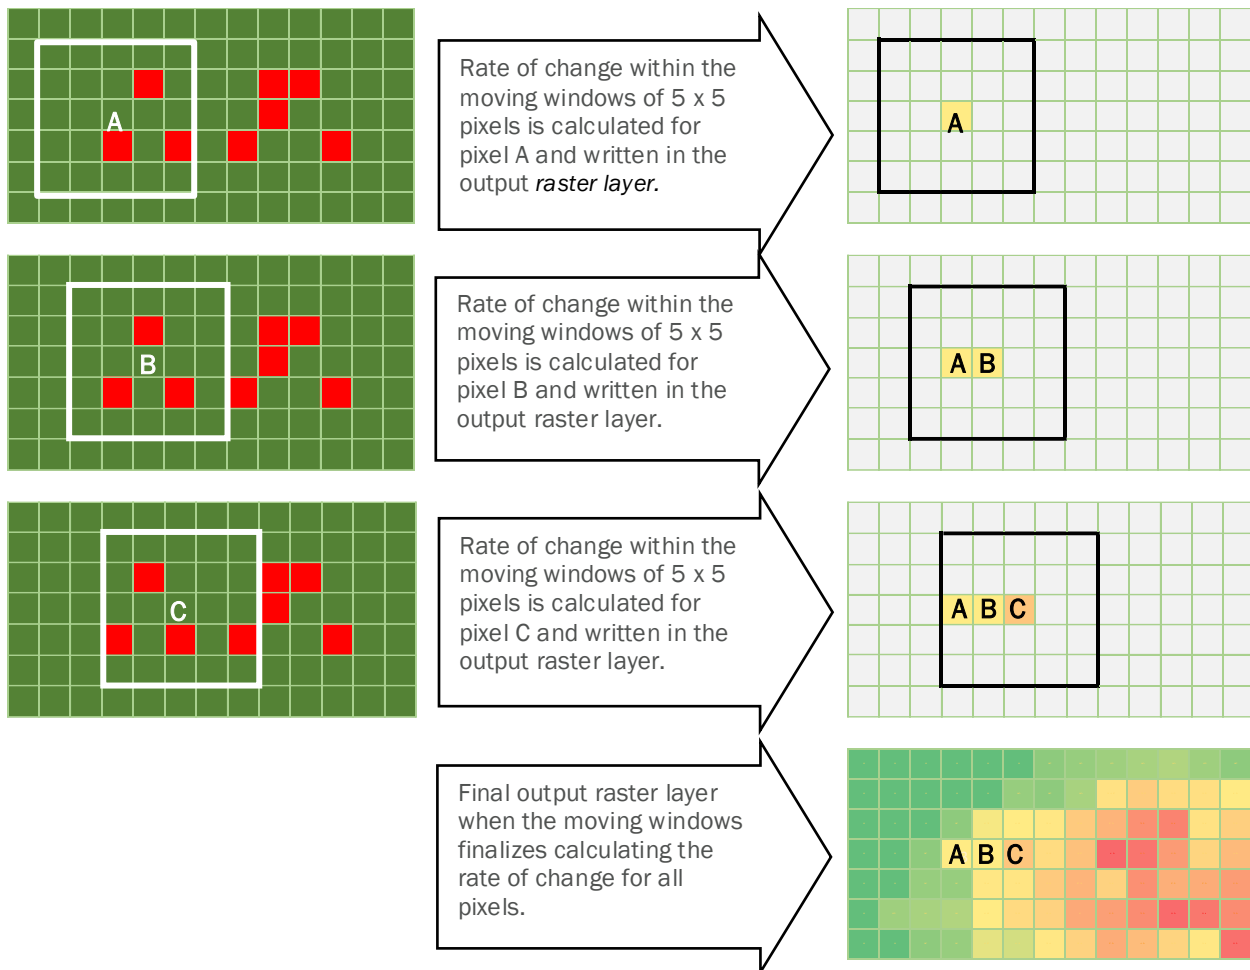 A
Rate of change within the
moving windows of 5 x 5
pixels is calculated for
pixel A and written in the
output raster layer.
A
B
Rate of change within the
moving windows of 5 x 5
pixels is calculated for
pixel B and written in the
output raster layer.
A B
C
Rate of change within the
moving windows of 5 x 5
pixels is calculated for
pixel C and written in the
output raster layer.
A B C
Final output raster layer
when the moving windows
finalizes calculating the
rate of change for all
pixels.
A B C